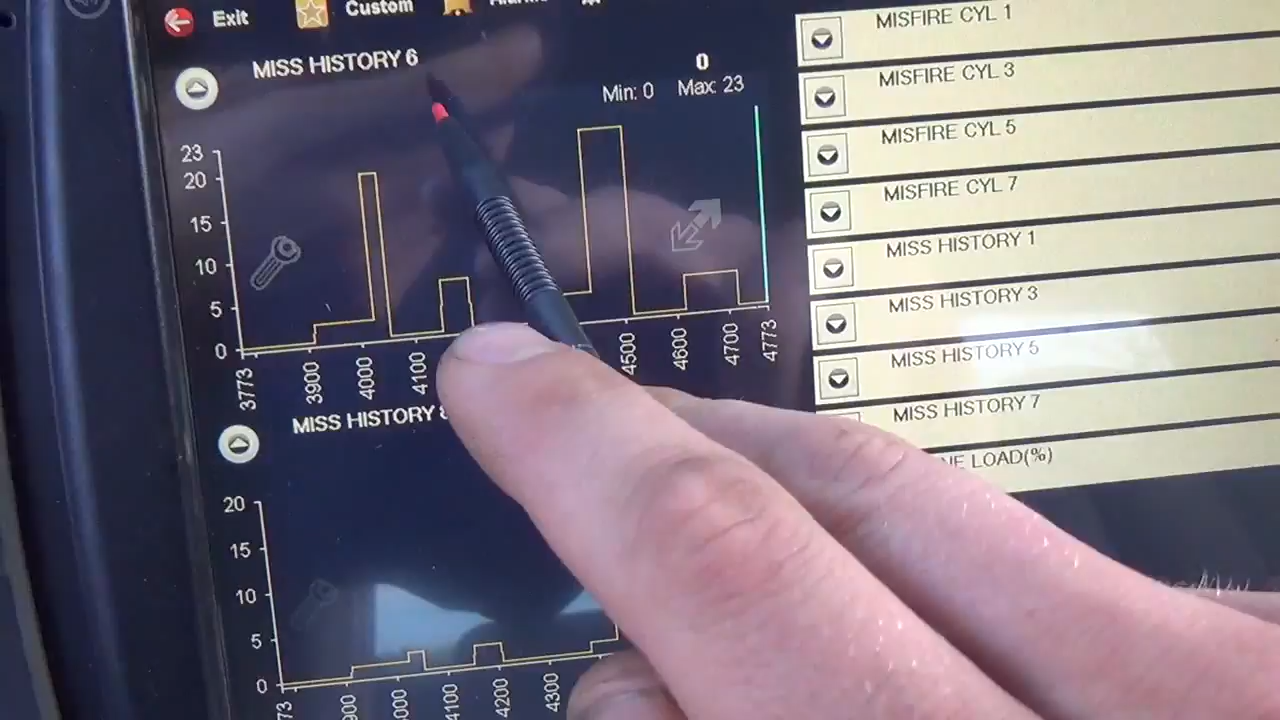 Exit
Custom
MISS HISTORY 6
0
Min: 0 Max: 23
23
20
15
10
5
0
3773 3900 4000 4100 4500 4600 4700 4773
MISS HISTORY
20
15
10
5
0
4100 4200 4300
MISFIRE CYL 1
MISFIRE CYL 3
MISFIRE CYL 5
MISFIRE CYL 7
MISS HISTORY 1
MISS HISTORY 3
MISS HISTORY 5
MISS HISTORY 7
LOAD(%)